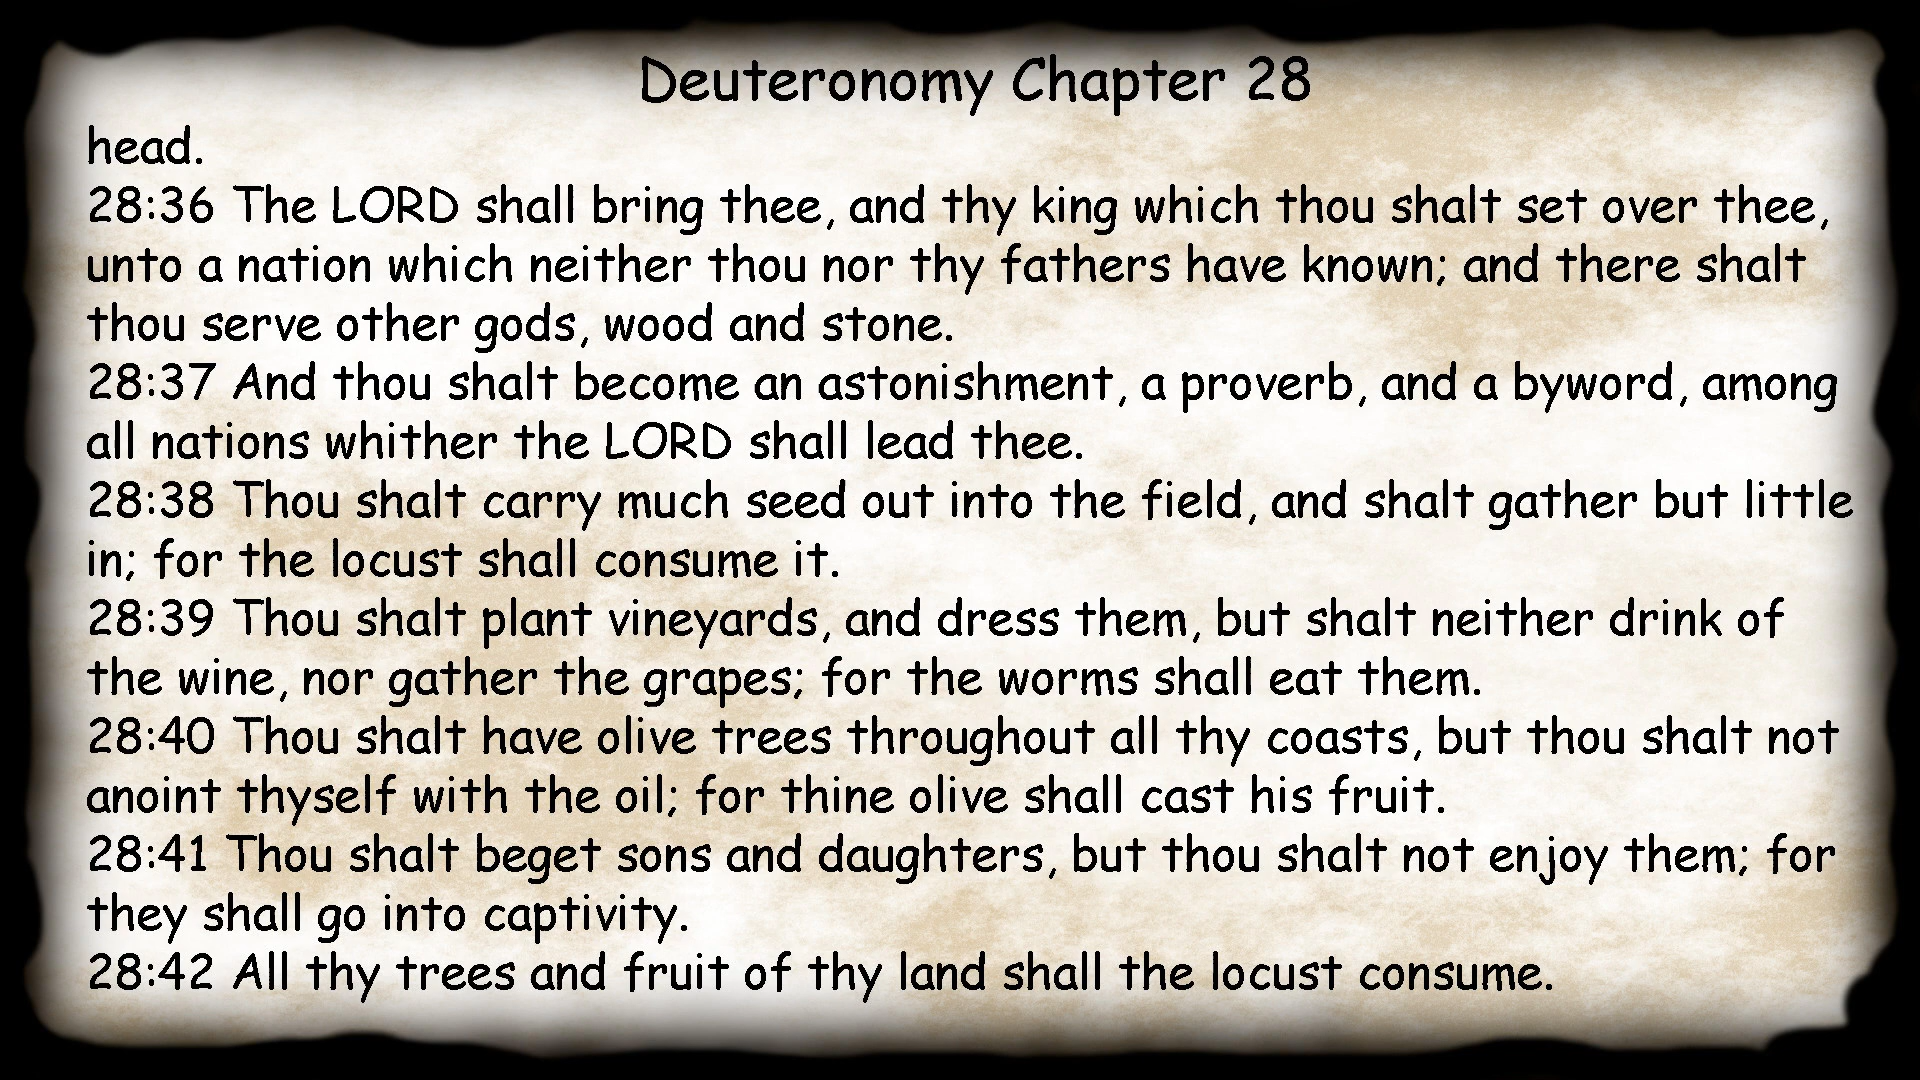 Deuteronomy Chapter 28
head.
28:36 The LORD shall bring thee, and thy king which thou shalt set over thee,
unto a nation which neither thou nor thy fathers have known; and there shalt
thou serve other gods, wood and stone.
28:37 And thou shalt become an astonishment, a proverb, and a byword, among
all nations whither the LORD shall lead thee.
28:38 Thou shalt carry much seed out into the field, and shalt gather but little
in; for the locust shall consume it.
28:39 Thou shalt plant vineyards, and dress them, but shalt neither drink of
the wine, nor gather the grapes; for the worms shall eat them.
28:40 Thou shalt have olive trees throughout all thy coasts, but thou shalt not
anoint thyself with the oil; for thine olive shall cast his fruit.
28:41 Thou shalt beget sons and daughters, but thou shalt not enjoy them; for
they shall go into captivity.
28:42 All thy trees and fruit of thy land shall the locust consume.